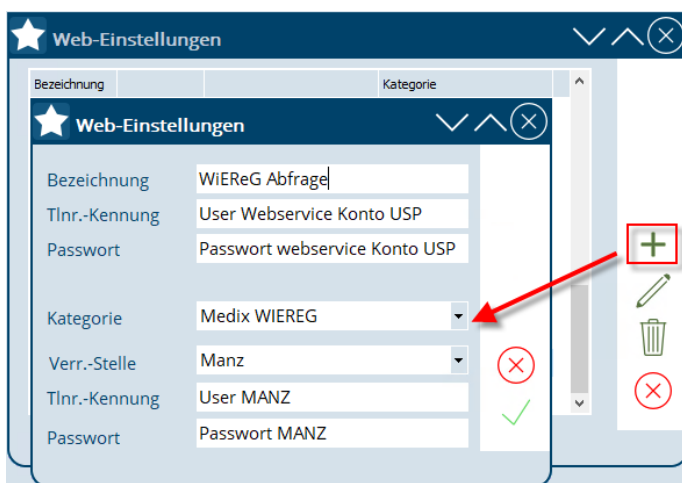 Web-Einstellungen
Bezeichnung Kategorie
Web-Einstellungen
Bezeichnung WiEReG Abfrage
Tlnr.-Kennung User Webservice Konto USP
Passwort Passwort webservice Konto USP
Kategorie Medix WIEREG
Verr.-Stelle Manz
Tlnr.-Kennung User MANZ
Passwort Passwort MANZ